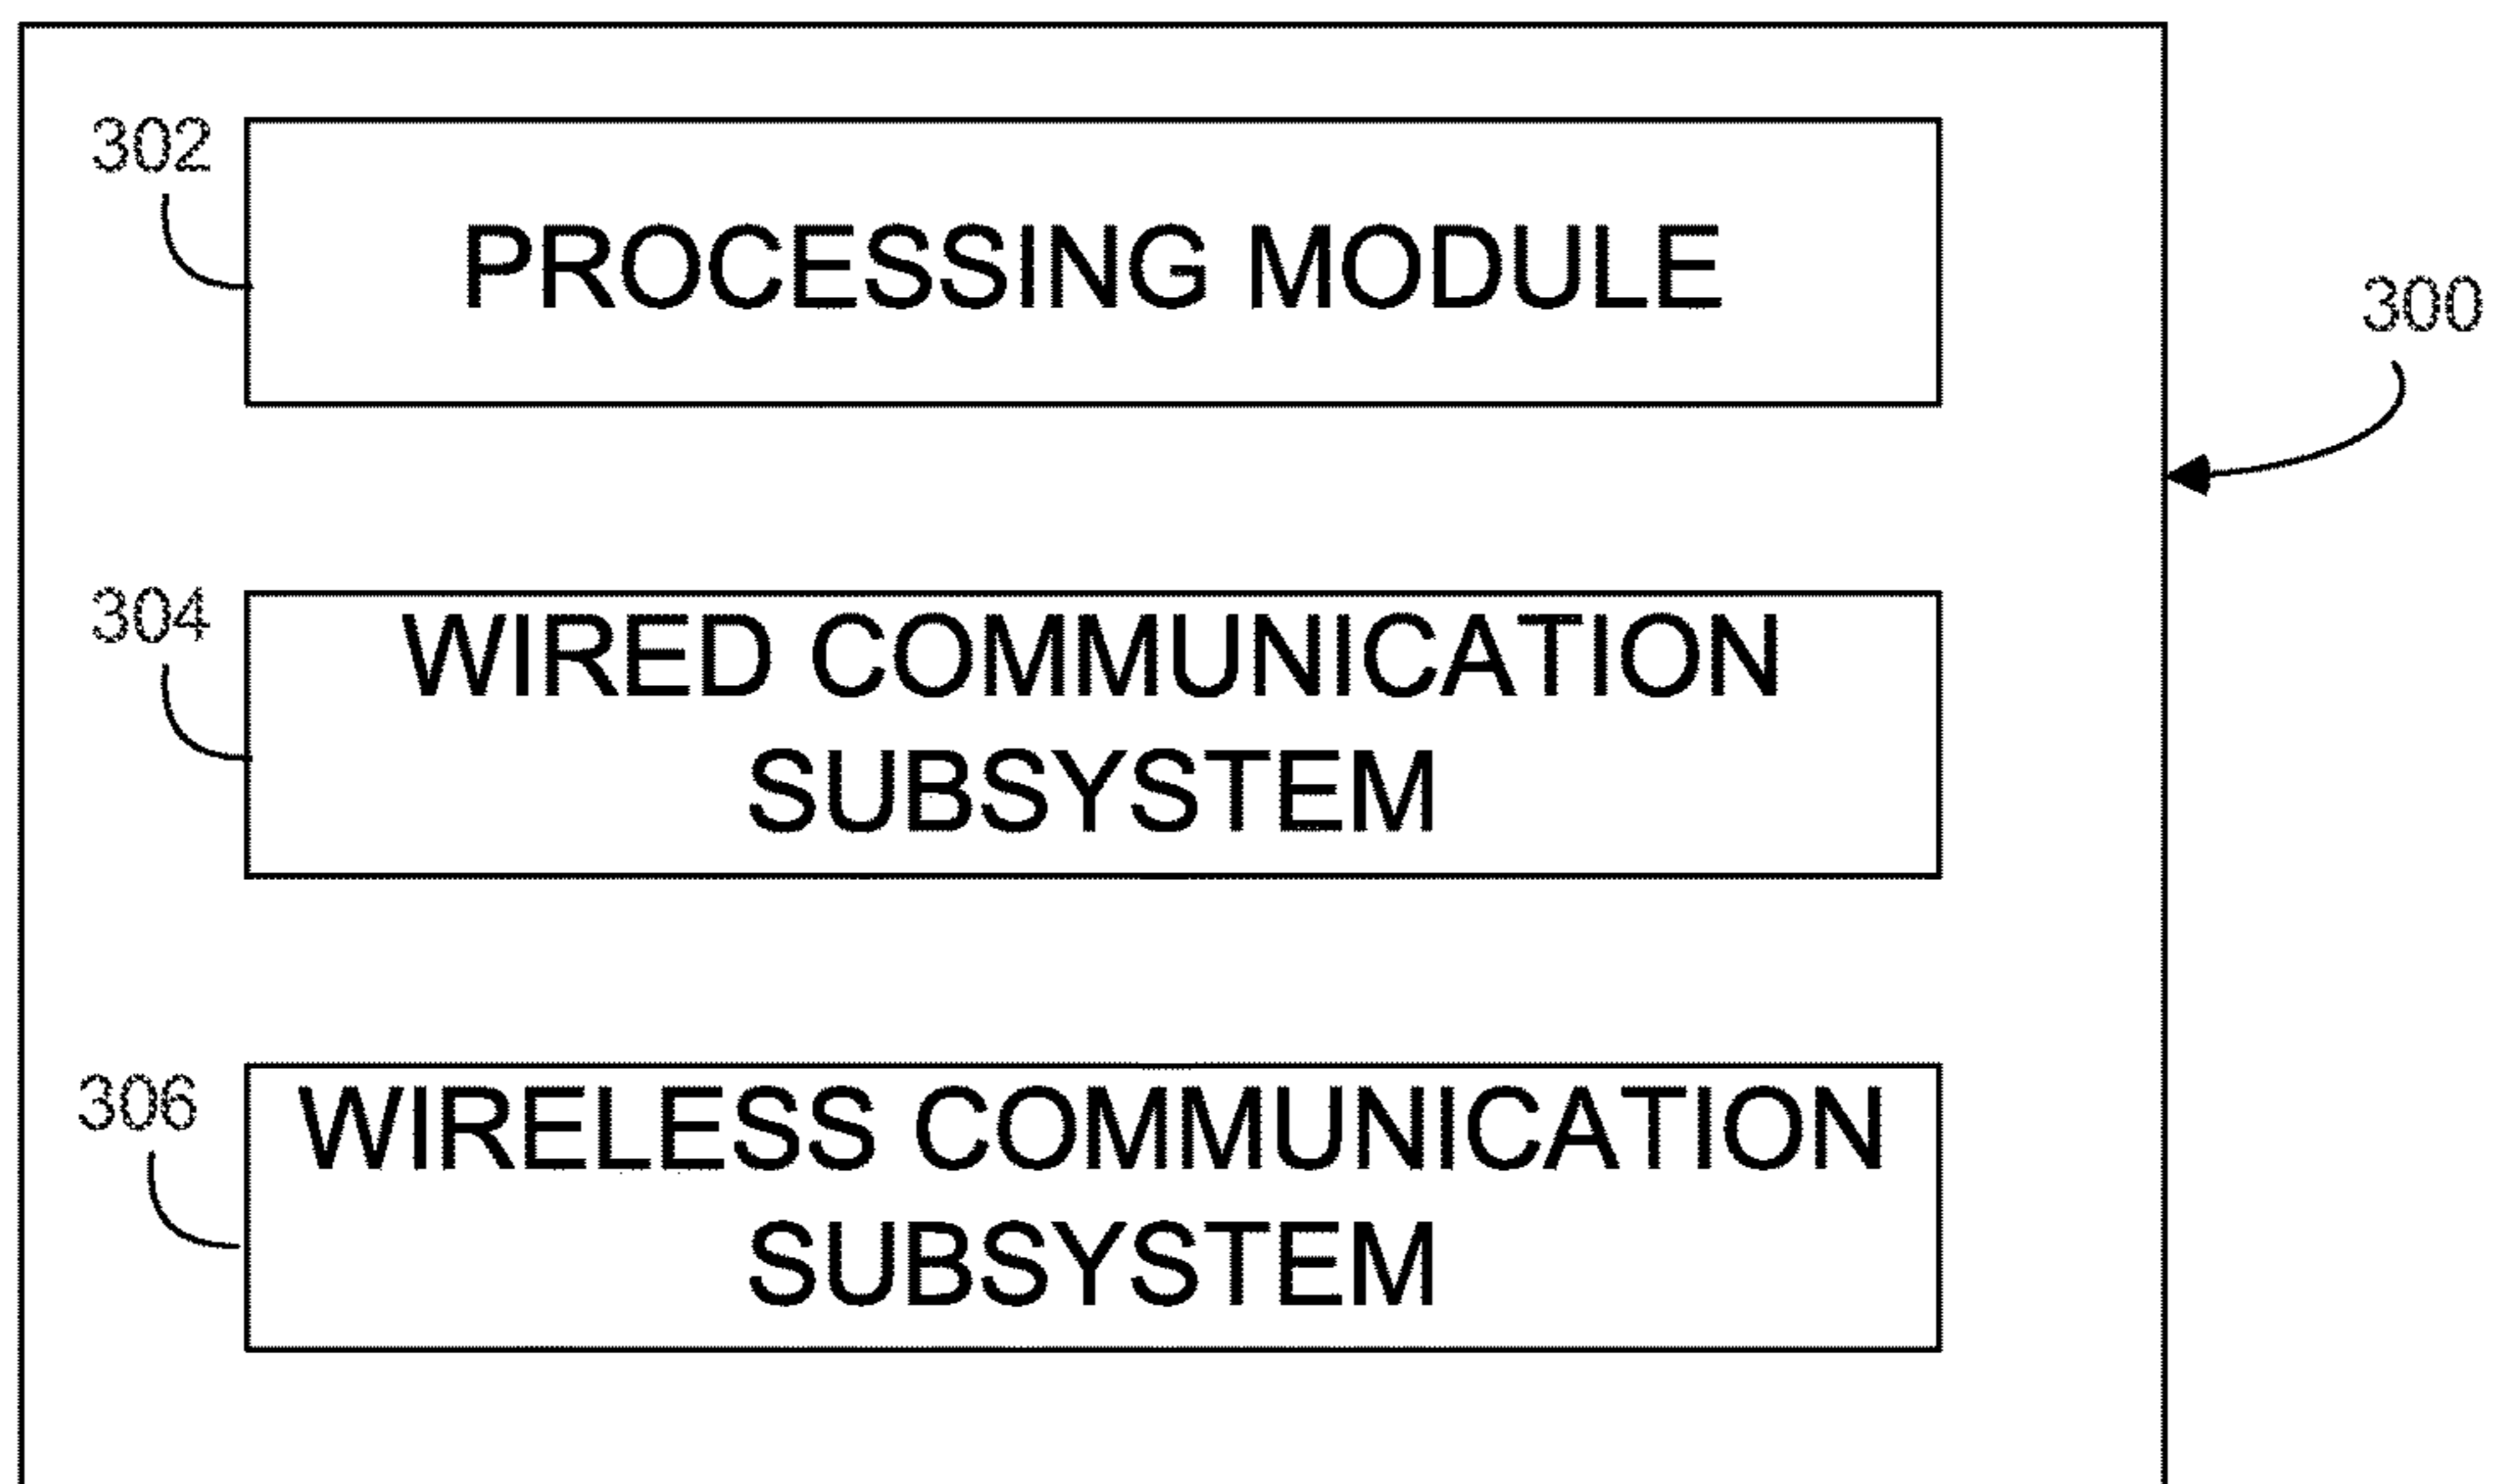 302
PROCESSING MODULE
300
304
WIRED COMMUNICATION
SUBSYSTEM
306
WIRELESS COMMUNICATION
SUBSYSTEM